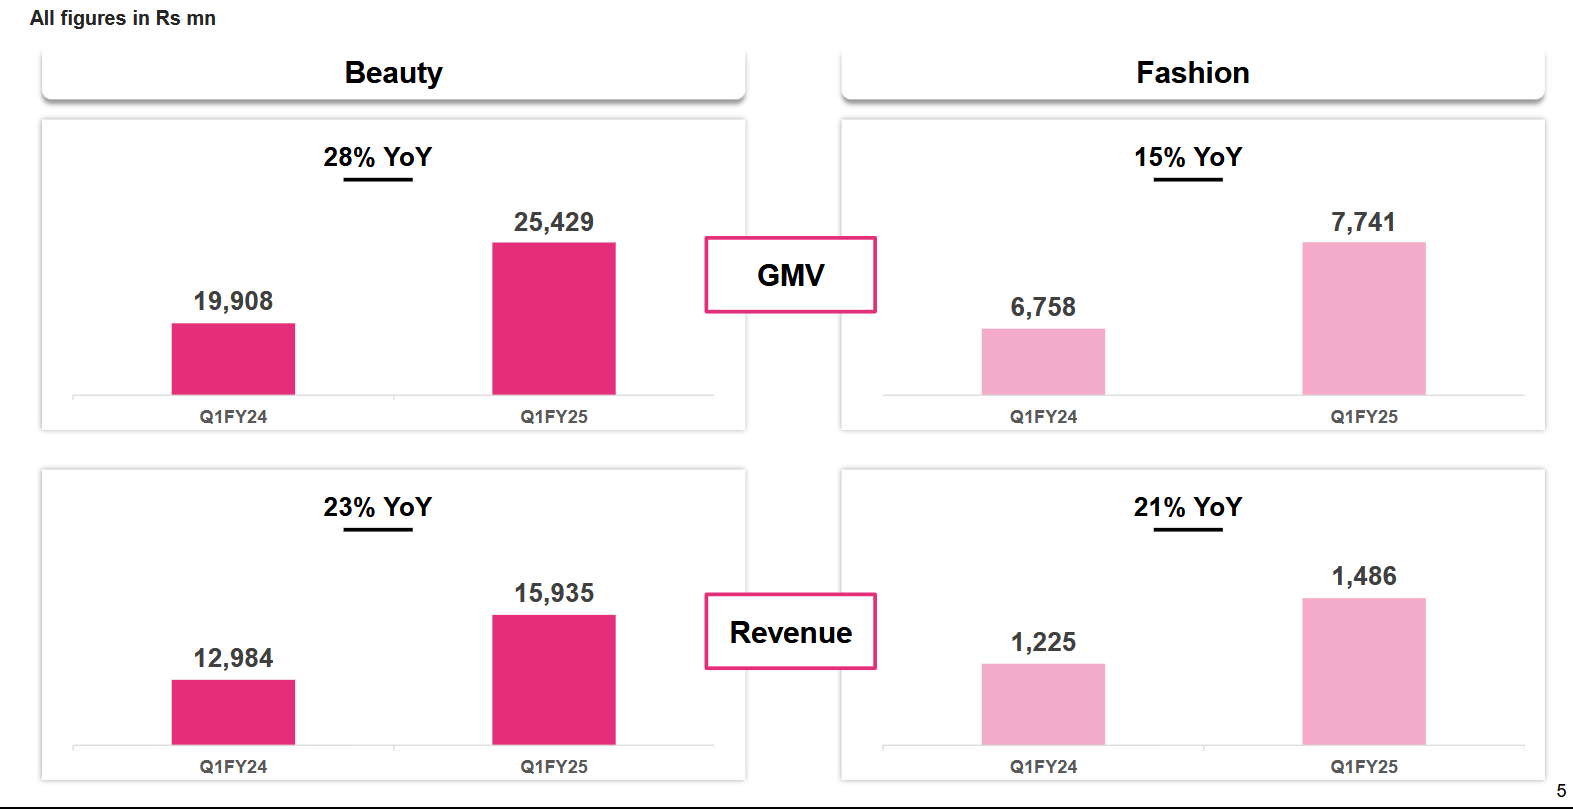 All figures in Rs mn
Beauty
Fashion
28% YoY
15% YoY
25,429
7,741
19,908
6,758
GMV
Q1FY24
Q1FY25
Q1FY24
Q1FY25
23% YoY
21% YoY
15,935
1,486
12,984
1,225
Revenue
Q1FY24
Q1FY25
Q1FY24
Q1FY25
5